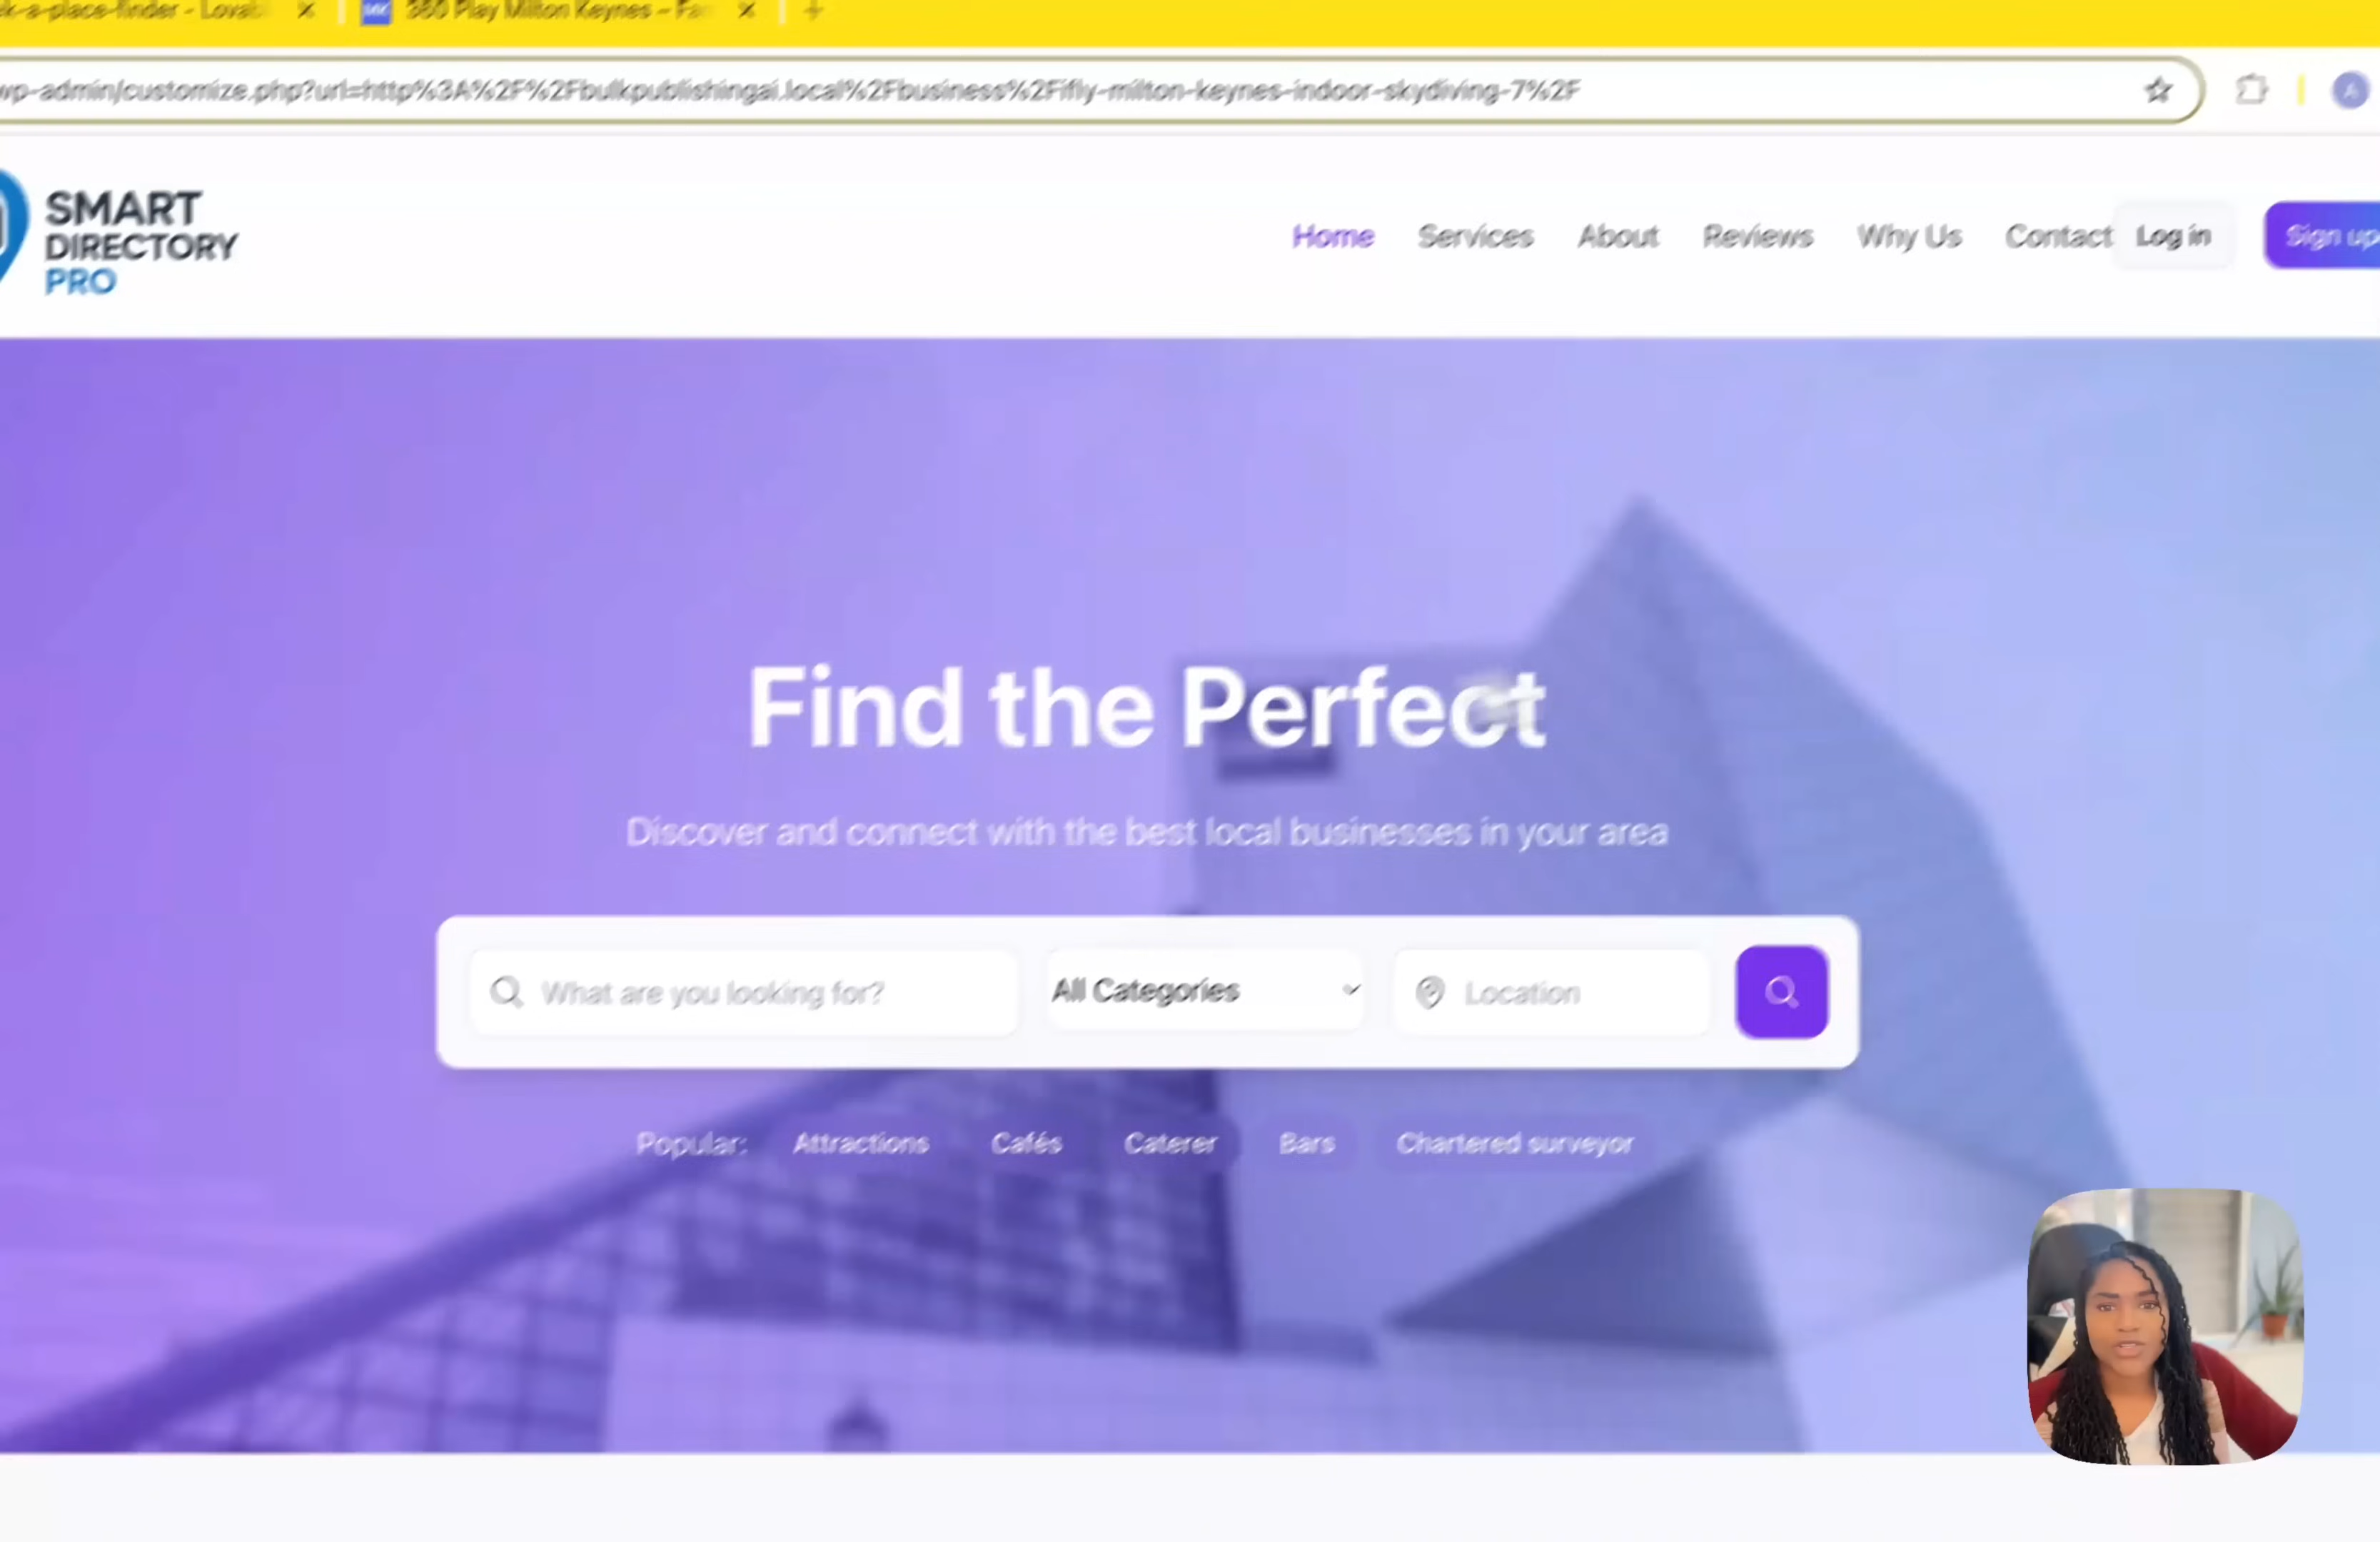 k-a-place-finder - Lovab
360 Play Milton Keynes – Fa
wp-admin/customize.php?url=http%3A%2F%2Fbulkpublishingai.local%2Fbusiness%2Fifly-milton-keynes-indoor-skydiving-7%2F
SMART
DIRECTORY
PRO
Home Services About Reviews Why Us Contact Log in Sign up
Find the Perfect
Discover and connect with the best local businesses in your area
What are you looking for? All Categories Location
Popular: Attractions Cafés Caterer Bars Chartered surveyor